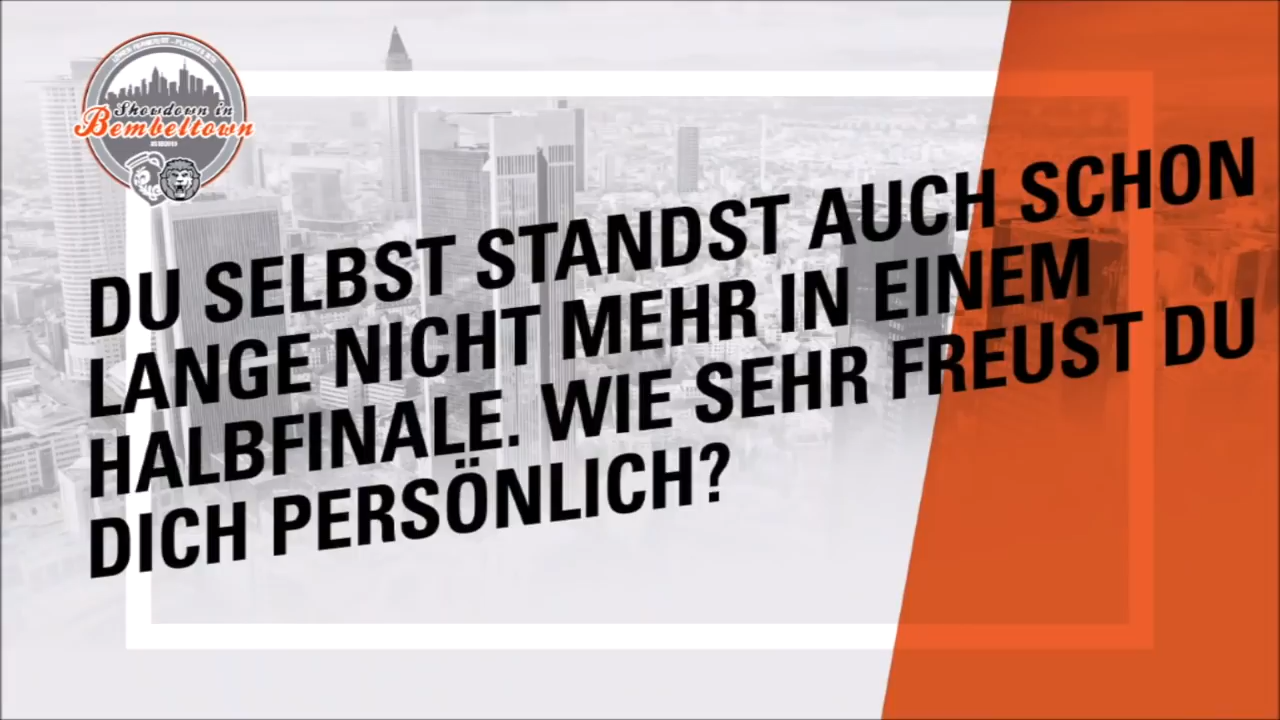 Showdown in
Bembeltown
DU SELBST STANDST AUCH SCHON
LANGE NICHT MEHR IN EINEM
HALBFINALE. WIE SEHR FREUST DU
DICH PERSÖNLICH?